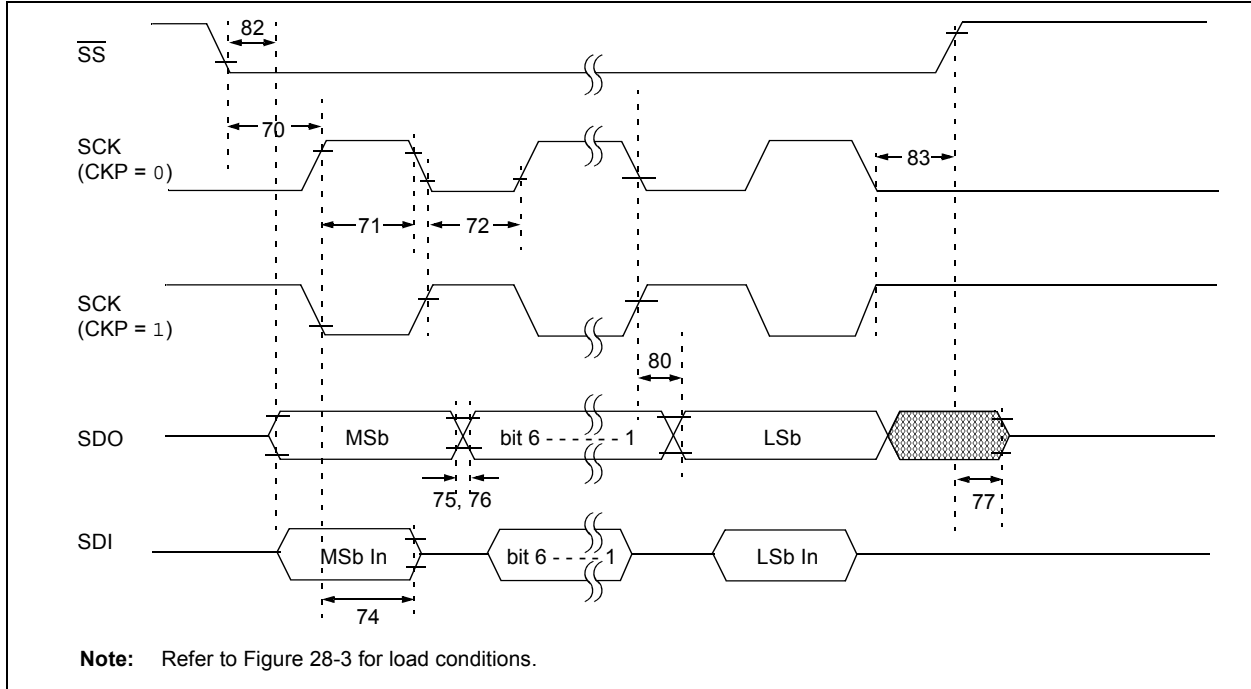 82
SS
70
SCK
(CKP = 0)
83
71
72
SCK
(CKP = 1)
80
SDO
MSb
bit 6 - - - - - - 1
LSb
75, 76
77
SDI
MSb In
bit 6 - - - - 1
LSb In
74
Note: Refer to Figure 28-3 for load conditions.